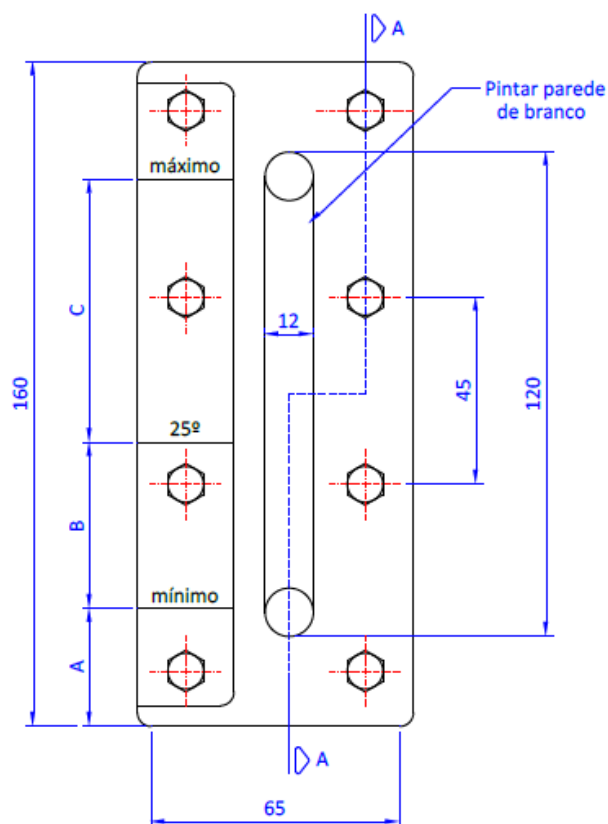 A
Pintar parede
de branco
máximo
C
12
160
45
120
25º
B
mínimo
A
A
65